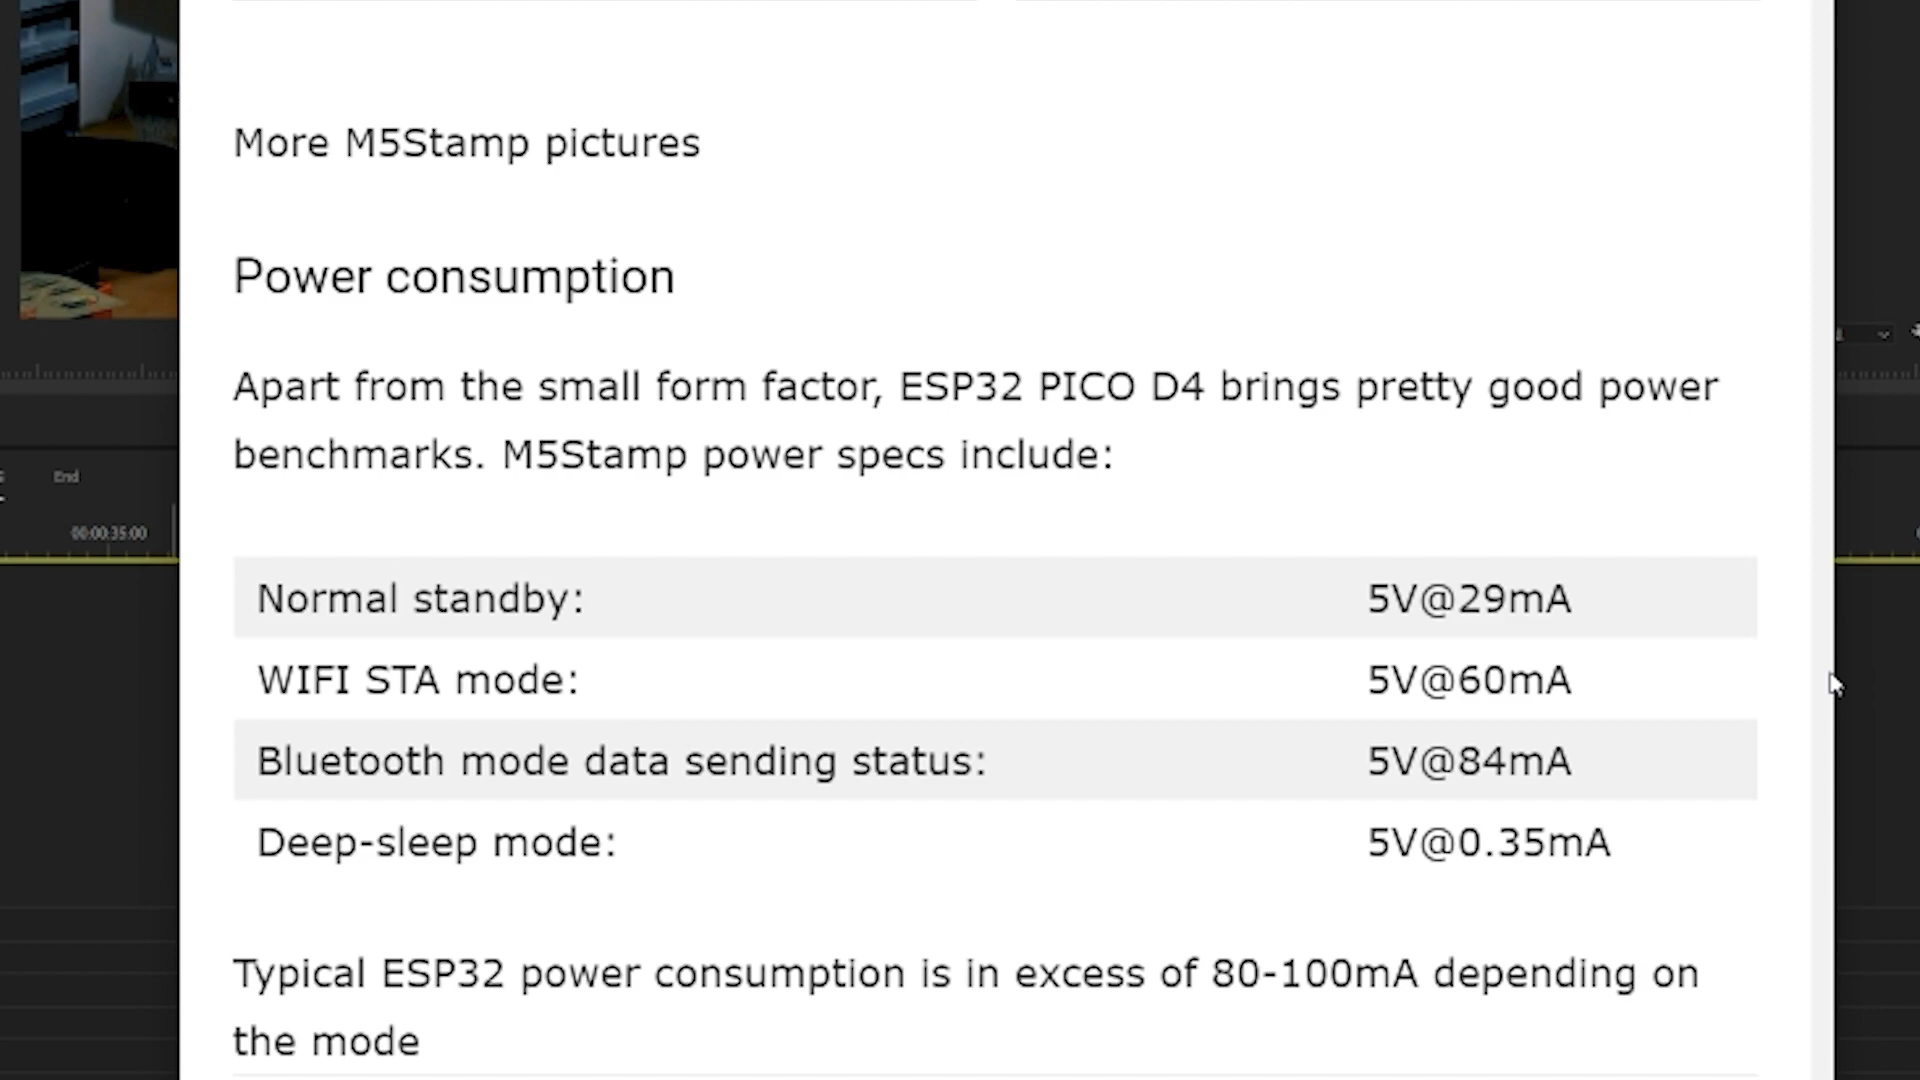 More M5Stamp pictures
Power consumption
Apart from the small form factor, ESP32 PICO D4 brings pretty good power
benchmarks. M5Stamp power specs include:
End
00:00:35:00
Normal standby: 5V@29mA
WIFI STA mode: 5V@60mA
Bluetooth mode data sending status: 5V@84mA
Deep-sleep mode: 5V@0.35mA
Typical ESP32 power consumption is in excess of 80-100mA depending on
the mode